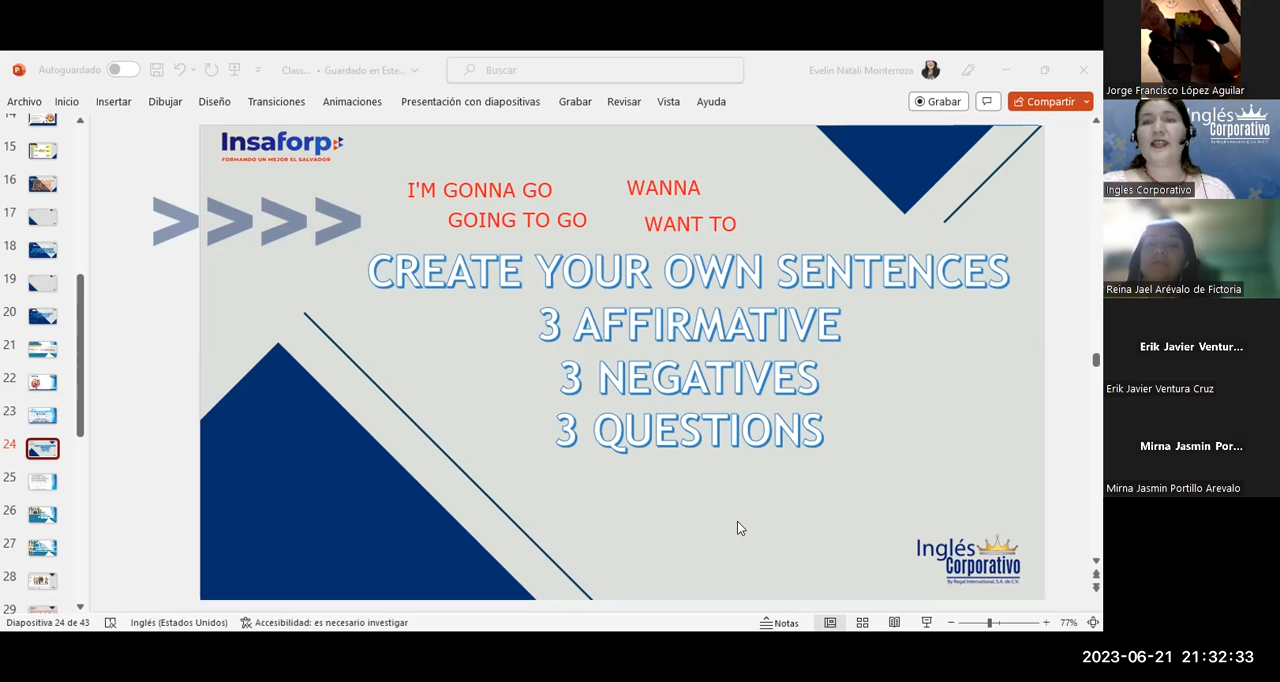 Autoguardado
Class... • Guardado en Este...
Buscar
Evelin Natali Monterroza
Archivo Inicio Insertar Dibujar Diseño Transiciones Animaciones Presentación con diapositivas Grabar Revisar Vista Ayuda
Grabar
Compartir
14
15
16
17
18
19
20
21
22
23
24
25
26
27
28
29
Insaforp
FORMANDO UN MEJOR EL SALVADOR
I'M GONNA GO
WANNA
GOING TO GO
WANT TO
>>>>
CREATE YOUR OWN SENTENCES
3 AFFIRMATIVE
3 NEGATIVES
3 QUESTIONS
Inglés
Corporativo
By Regal International, S.A. de C.V.
Diapositiva 24 de 43
Inglés (Estados Unidos)
Accesibilidad: es necesario investigar
Notas
77%
Jorge Francisco López Aguilar
Inglés
Corporativo
Ingles Corporativo
Reina Jael Arévalo de Fictoria
Erik Javier Ventur...
Erik Javier Ventura Cruz
Mirna Jasmin Por...
Mirna Jasmin Portillo Arevalo
2023-06-21 21:32:33